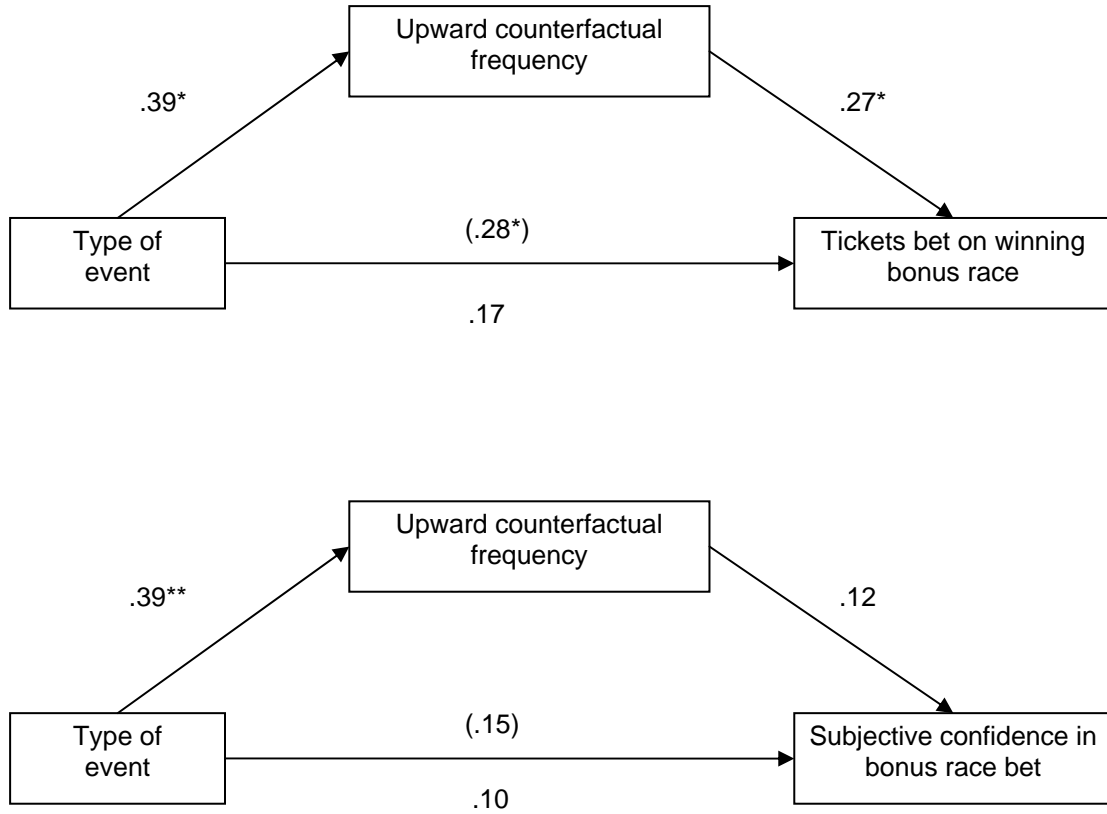 Upward counterfactual
frequency
.39*
.27*
Type of
event
(.28*)
.17
Tickets bet on winning
bonus race
Upward counterfactual
frequency
.39**
.12
Type of
event
(.15)
.10
Subjective confidence in
bonus race bet